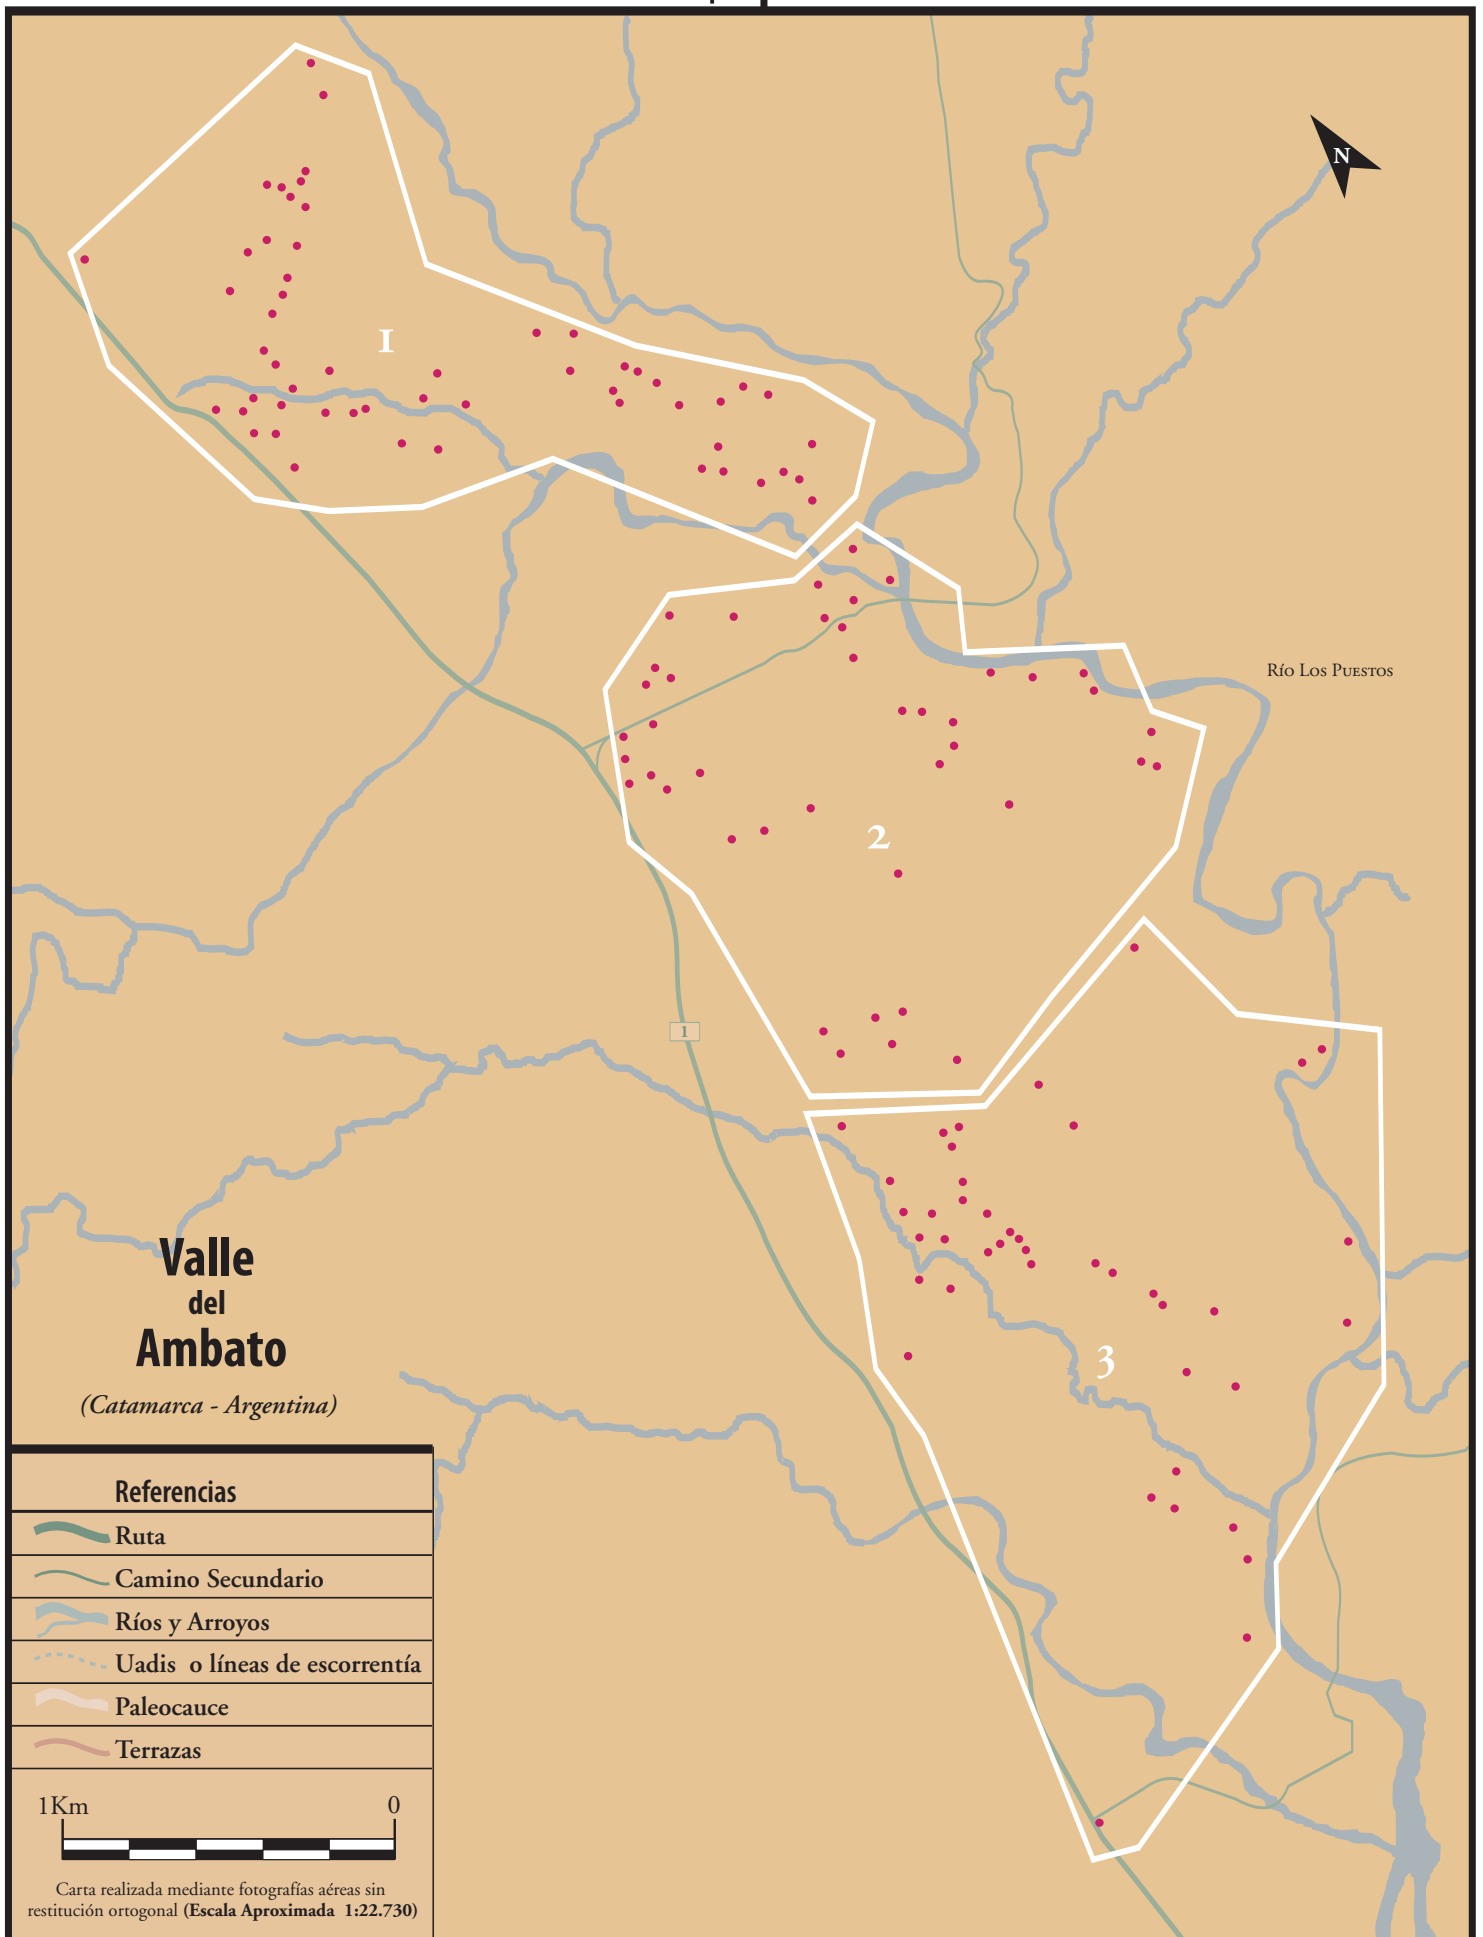 N
1
Río Los Puestos
2
1
3
Valle
del
Ambato
(Catamarca - Argentina)
Referencias
Ruta
Camino Secundario
Ríos y Arroyos
Uadis o líneas de escorrentía
Paleocauce
Terrazas
1Km 0
Carta realizada mediante fotografías aéreas sin
restitución ortogonal (Escala Aproximada 1:22.730)